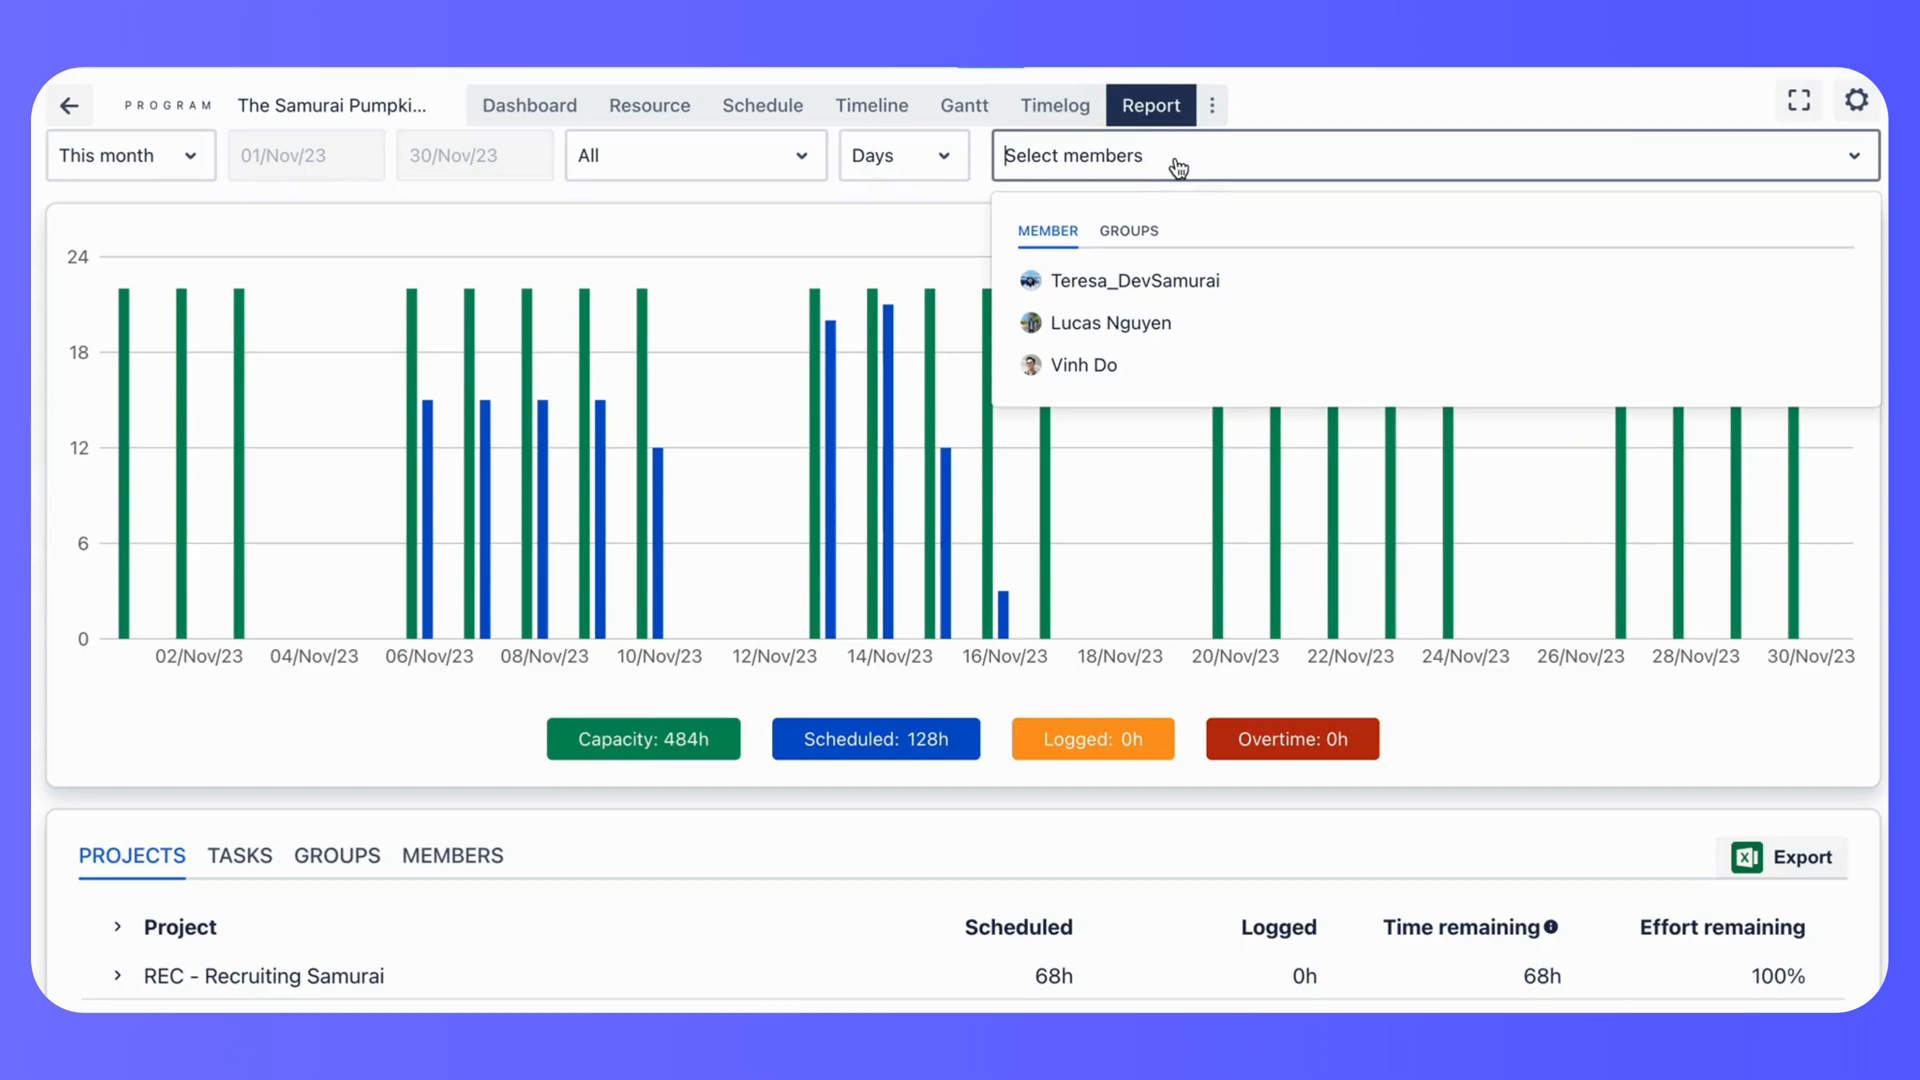 PROGRAM The Samurai Pumpki... Dashboard Resource Schedule Timeline Gantt Timelog Report
This month 01/Nov/23 30/Nov/23 All Days Select members
MEMBER GROUPS
Teresa_DevSamurai
Lucas Nguyen
Vinh Do
24
18
12
6
0
02/Nov/23 04/Nov/23 06/Nov/23 08/Nov/23 10/Nov/23 12/Nov/23 14/Nov/23 16/Nov/23 18/Nov/23 20/Nov/23 22/Nov/23 24/Nov/23 26/Nov/23 28/Nov/23 30/Nov/23
Capacity: 484h Scheduled: 128h Logged: 0h Overtime: 0h
PROJECTS TASKS GROUPS MEMBERS Export
Project Scheduled Logged Time remaining Effort remaining
REC - Recruiting Samurai 68h 0h 68h 100%